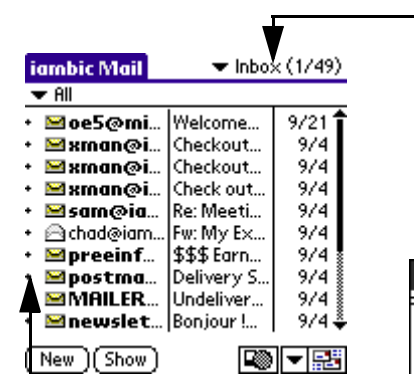 iambic Mail Inbox (1/49)
All
oe5@mi... Welcome... 9/21
xman@i... Checkout... 9/4
xman@i... Checkout... 9/4
xman@i... Check out... 9/4
sam@ia... Re: Meeti... 9/4
chad@iam... Fw: My Ex... 9/4
preeinf... $$$ Earn... 9/4
postma... Delivery S... 9/4
MAILER... Undeliver... 9/4
newslet... Bonjour !... 9/4
New Show